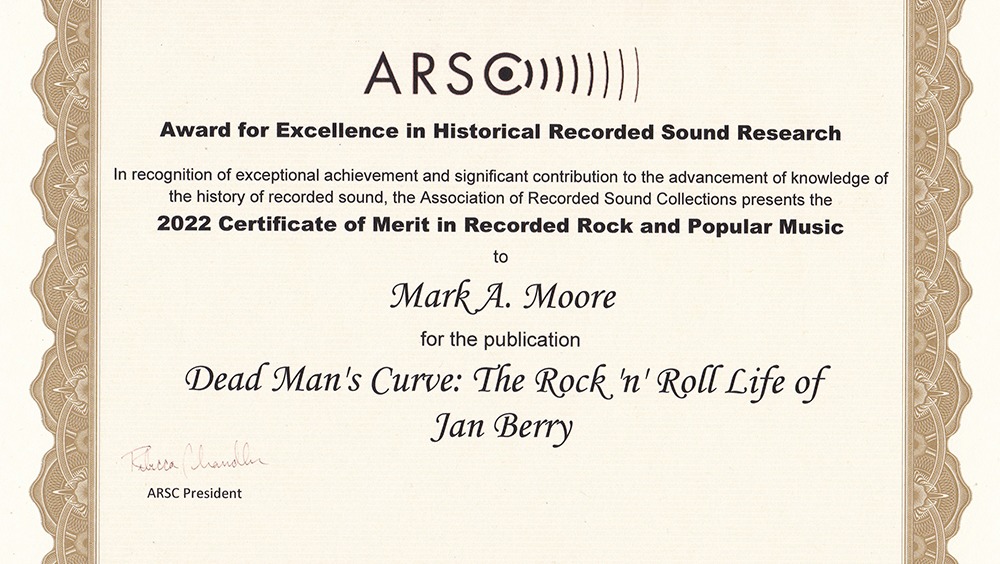 ARSC
Award for Excellence in Historical Recorded Sound Research
In recognition of exceptional achievement and significant contribution to the advancement of knowledge of
the history of recorded sound, the Association of Recorded Sound Collections presents the
2022 Certificate of Merit in Recorded Rock and Popular Music
to
Mark A. Moore
for the publication
Dead Man's Curve: The Rock 'n' Roll Life of
Jan Berry
Rebecca Chandler
ARSC President